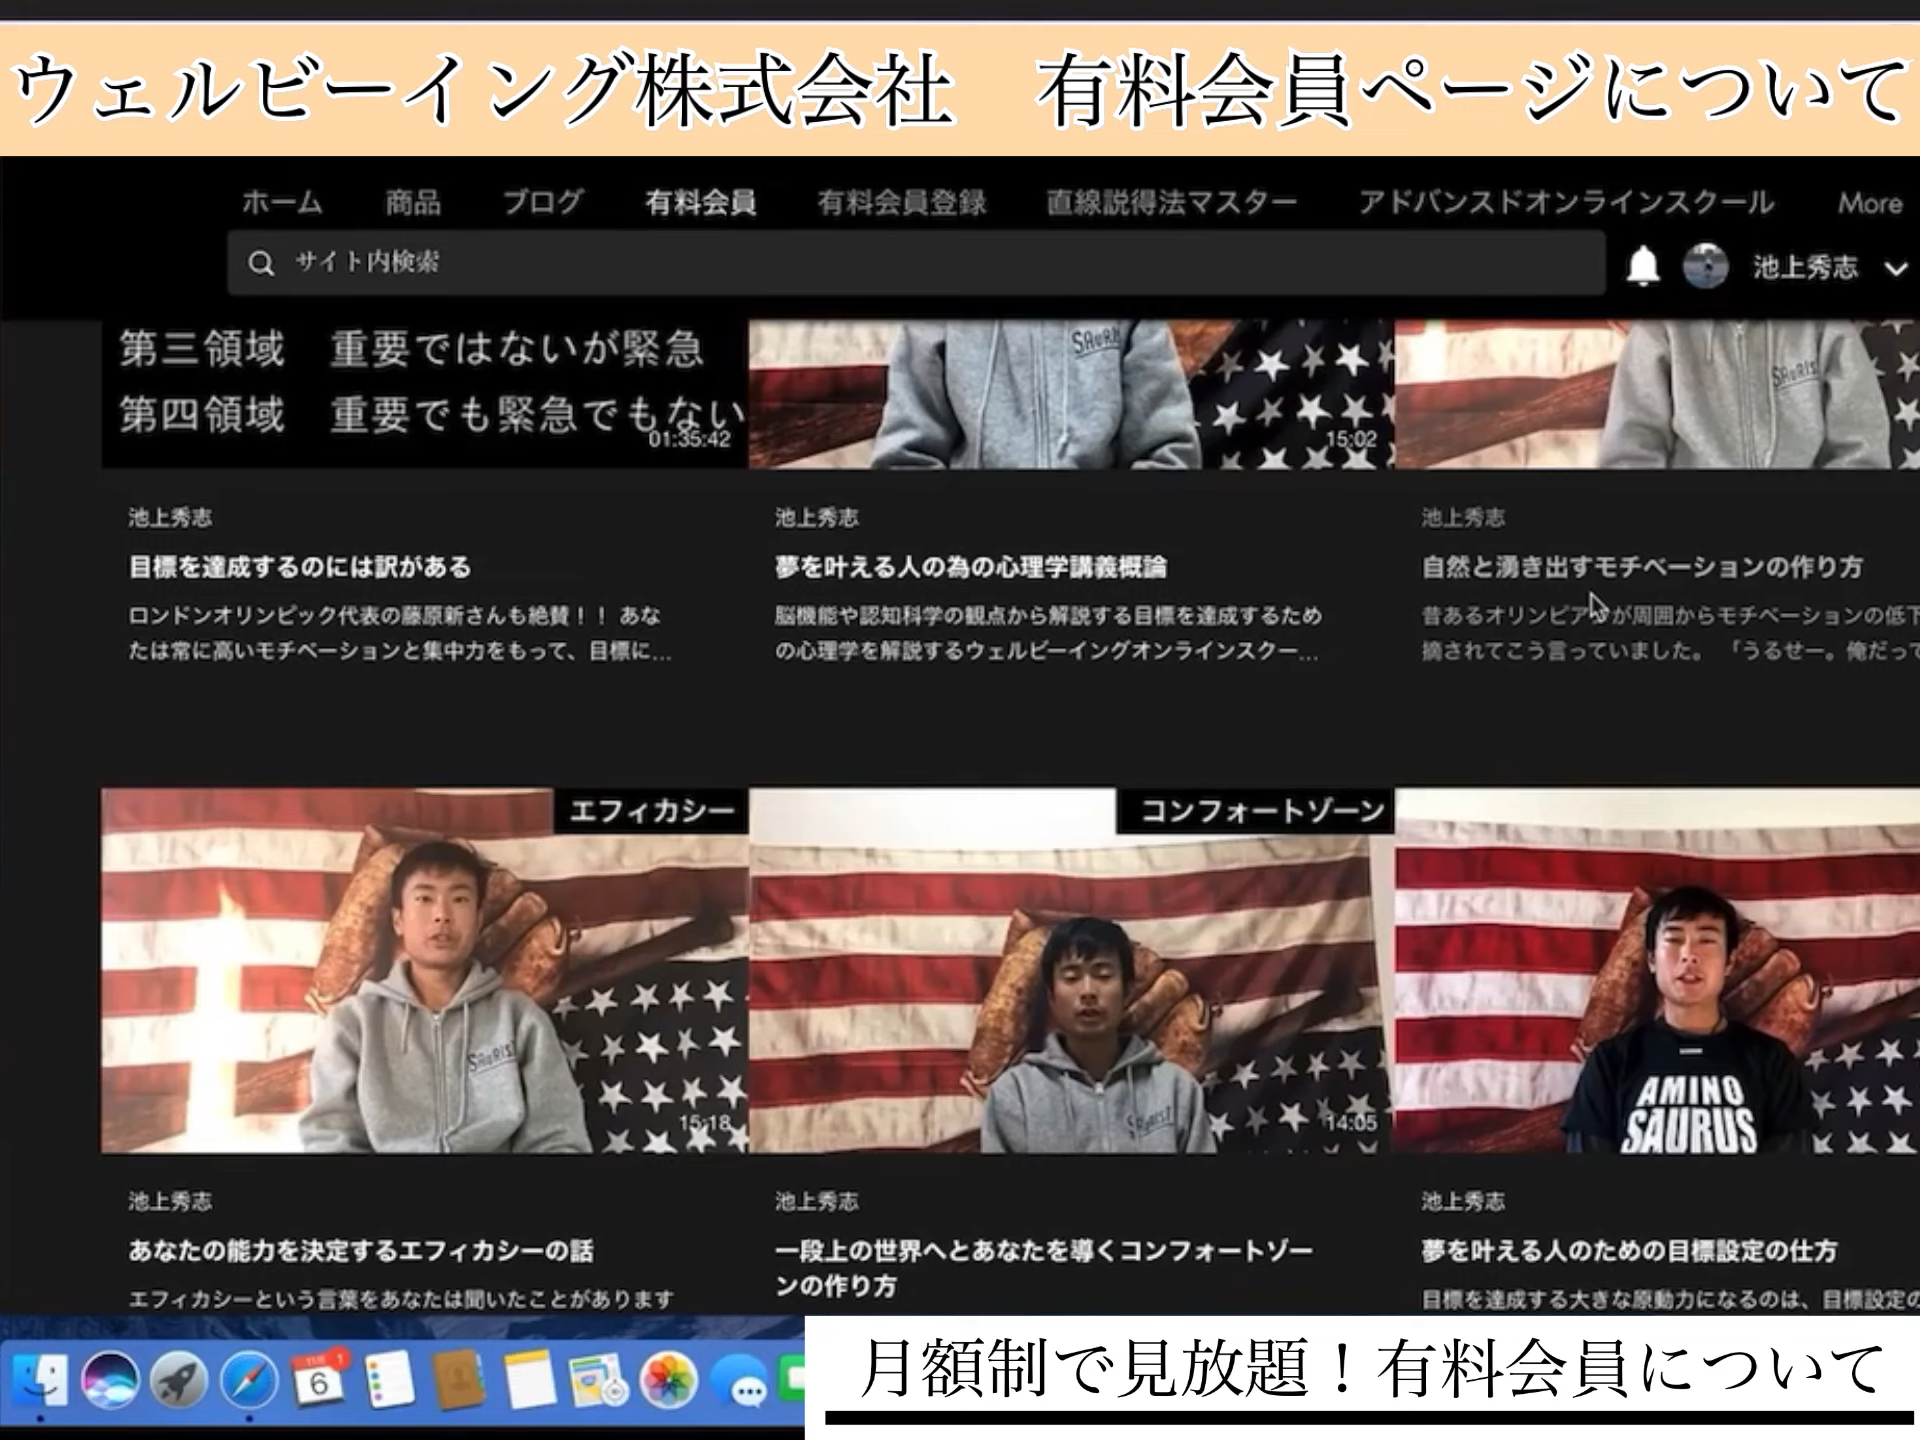 ウェルビーイング株式会社　有料会員ページについて
ホーム 商品 ブログ 有料会員 有料会員登録 直線説得法マスター アドバンスドオンラインスクール More
サイト内検索
池上秀志
第三領域　重要ではないが緊急
第四領域　重要でも緊急でもない
01:35:42
15:02
SAURIS
池上秀志
目標を達成するのには訳がある
ロンドンオリンピック代表の藤原新さんも絶賛！！ あな
たは常に高いモチベーションと集中力をもって、目標に...
池上秀志
夢を叶える人の為の心理学講義概論
脳機能や認知科学の観点から解説する目標を達成するため
の心理学を解説するウェルビーイングオンラインスクー...
池上秀志
自然と湧き出すモチベーションの作り方
昔あるオリンピアンが周囲からモチベーションの低下
摘されてこう言っていました。 「うるせー。俺だって
エフィカシー
SAURIS
15:18
コンフォートゾーン
14:05
AMINO
SAURUS
池上秀志
あなたの能力を決定するエフィカシーの話
エフィカシーという言葉をあなたは聞いたことがあります
池上秀志
一段上の世界へとあなたを導くコンフォートゾー
ンの作り方
池上秀志
夢を叶える人のための目標設定の仕方
目標を達成する大きな原動力になるのは、目標設定の
TUE
6
1
月額制で見放題！有料会員について